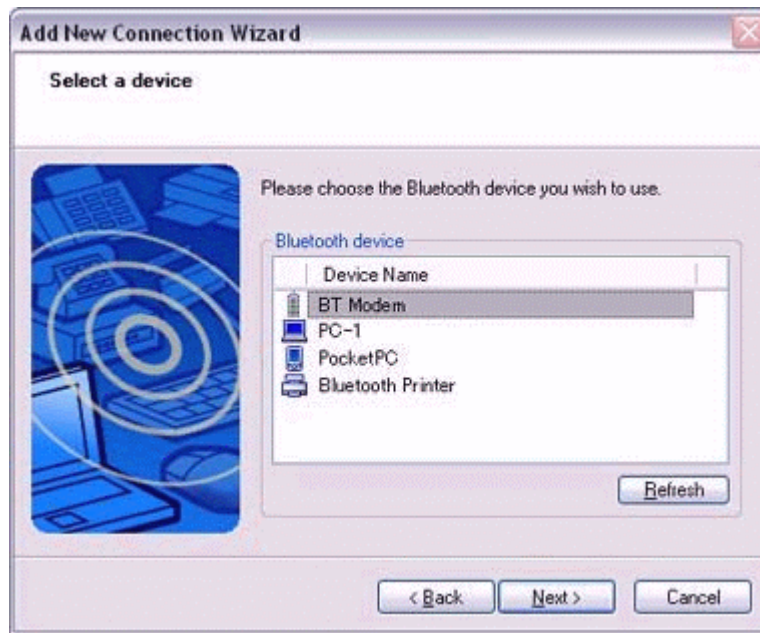 Add New Connection Wizard
Select a device
Please choose the Bluetooth device you wish to use.
Bluetooth device
Device Name
BT Modem
PC-1
PocketPC
Bluetooth Printer
Refresh
< Back Next > Cancel